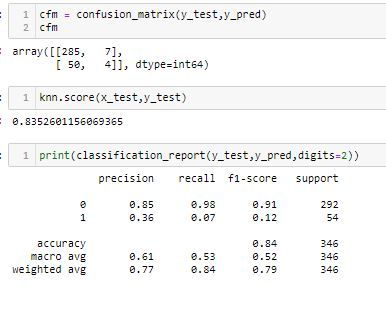 1 cfm = confusion_matrix(y_test,y_pred)
2 cfm
array([[285,   7],
       [ 50,   4]], dtype=int64)
1 knn.score(x_test,y_test)
0.8352601156069365
1 print(classification_report(y_test,y_pred,digits=2))
precision    recall  f1-score   support
0       0.85      0.98      0.91       292
1       0.36      0.07      0.12        54
accuracy                           0.84       346
macro avg       0.61      0.53      0.52       346
weighted avg       0.77      0.84      0.79       346